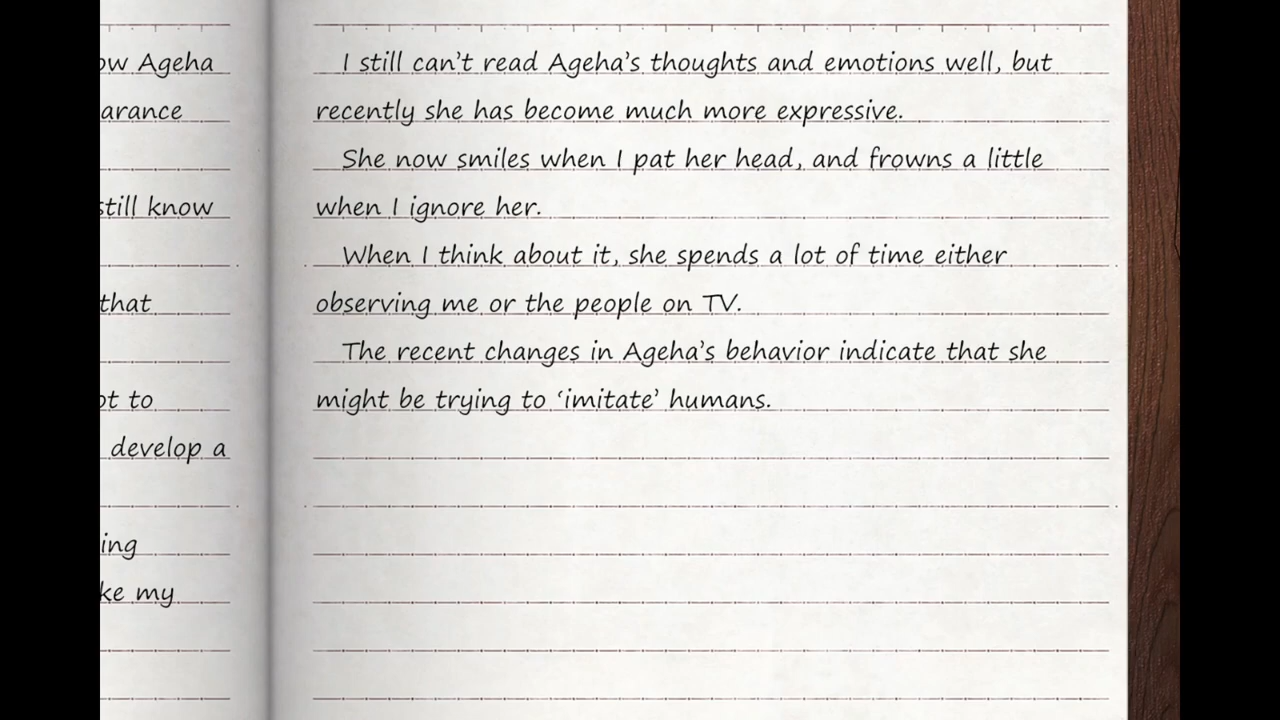 ow Ageha
arance
still know
that
ot to
develop a
ing
ke my
I still can't read Ageha's thoughts and emotions well, but
recently she has become much more expressive.
She now smiles when I pat her head, and frowns a little
when I ignore her.
When I think about it, she spends a lot of time either
observing me or the people on TV.
The recent changes in Ageha's behavior indicate that she
might be trying to ‘imitate’ humans.